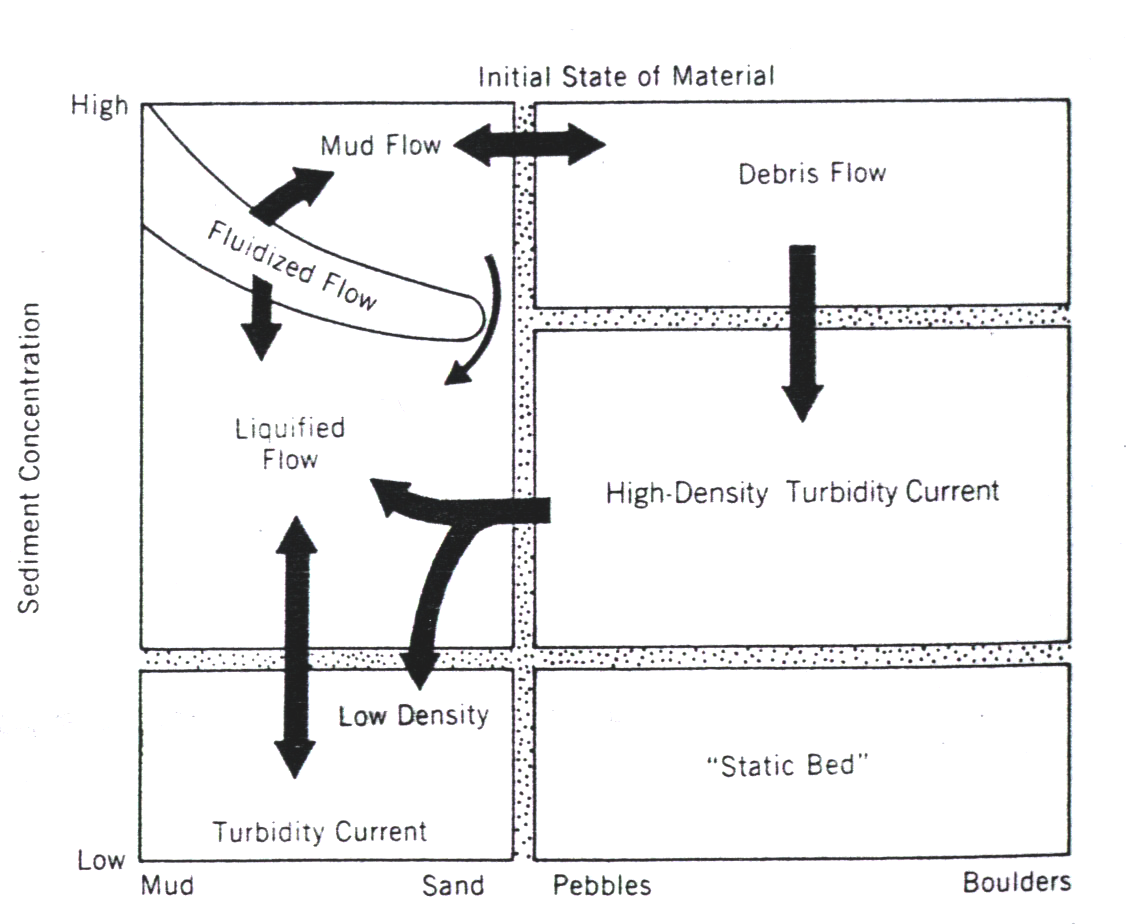 Initial State of Material
High
Mud Flow
Debris Flow
Fluidized Flow
Sediment Concentration
Liquified
Flow
High-Density Turbidity Current
Low Density
"Static Bed"
Turbidity Current
Low
Mud
Sand
Pebbles
Boulders